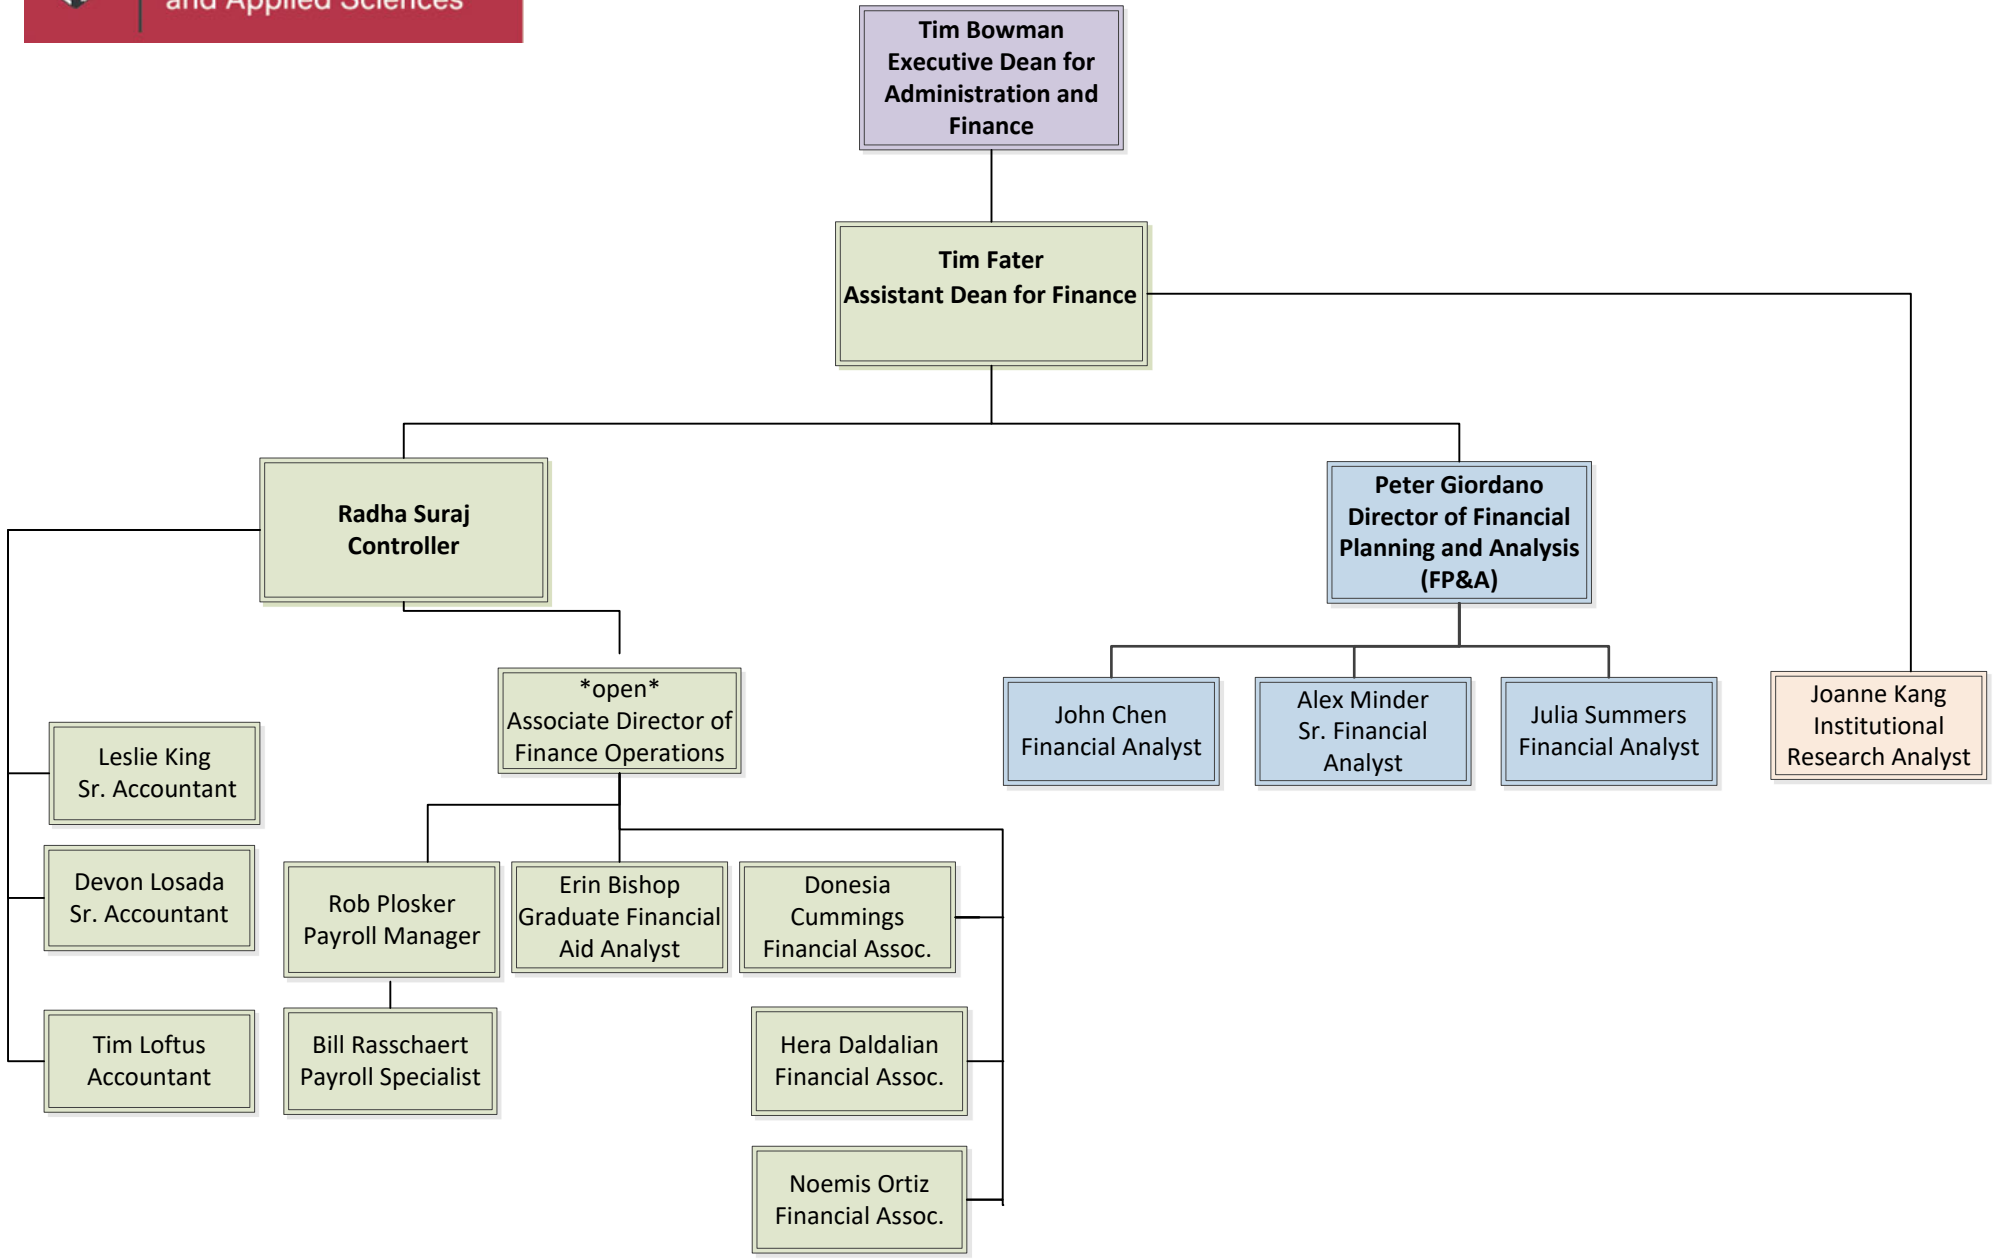 and Applied Sciences
Tim Bowman
Executive Dean for
Administration and
Finance
Tim Fater
Assistant Dean for Finance
Radha Suraj
Controller
Peter Giordano
Director of Financial
Planning and Analysis
(FP&A)
*open*
Associate Director of
Finance Operations
John Chen
Financial Analyst
Alex Minder
Sr. Financial
Analyst
Julia Summers
Financial Analyst
Joanne Kang
Institutional
Research Analyst
Leslie King
Sr. Accountant
Devon Losada
Sr. Accountant
Tim Loftus
Accountant
Rob Plosker
Payroll Manager
Erin Bishop
Graduate Financial
Aid Analyst
Donesia
Cummings
Financial Assoc.
Bill Rasschaert
Payroll Specialist
Hera Daldalian
Financial Assoc.
Noemis Ortiz
Financial Assoc.